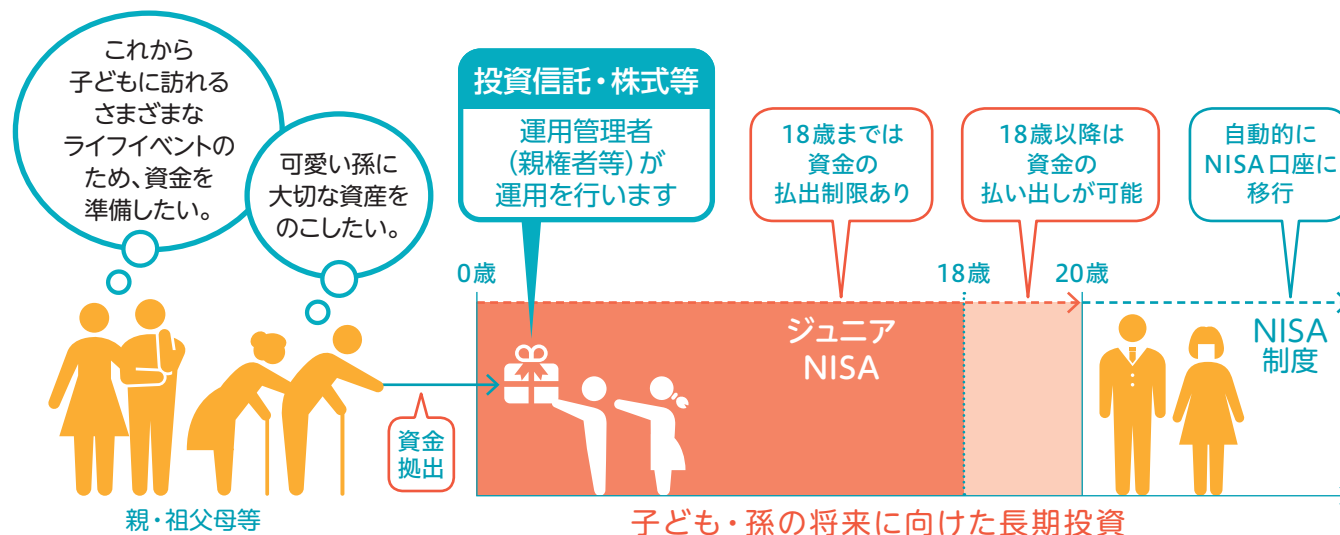 これから
子どもに訪れる
さまざまな
ライフイベントの
ため、資金を
準備したい。
可愛い孫に
大切な資産を
のこしたい。
投資信託・株式等
運用管理者
(親権者等)が
運用を行います
18歳までは
資金の
払出制限あり
18歳以降は
資金の
払い出しが可能
自動的に
NISA口座に
移行
0歳
18歳
20歳
ジュニア
NISA
NISA
制度
資金
拠出
親・祖父母等
子ども・孫の将来に向けた長期投資